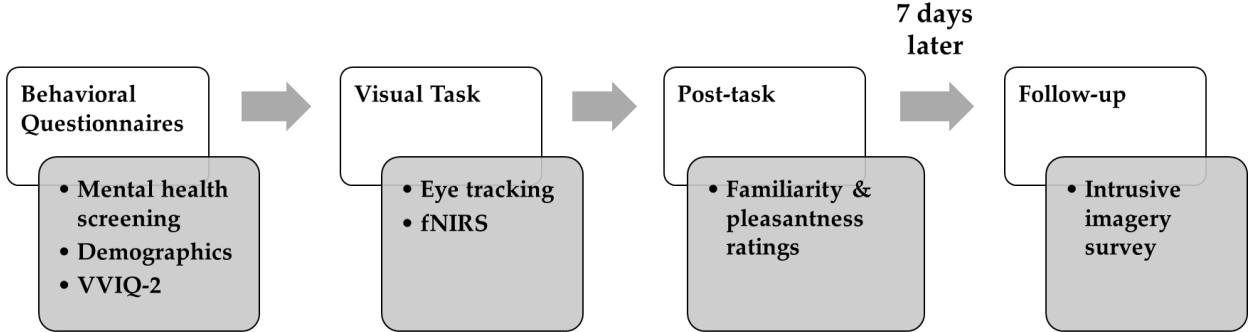 7 days
later
Behavioral
Questionnaires
• Mental health
screening
• Demographics
• VVIQ-2
Visual Task
• Eye tracking
• fNIRS
Post-task
• Familiarity &
pleasantness
ratings
Follow-up
• Intrusive
imagery
survey